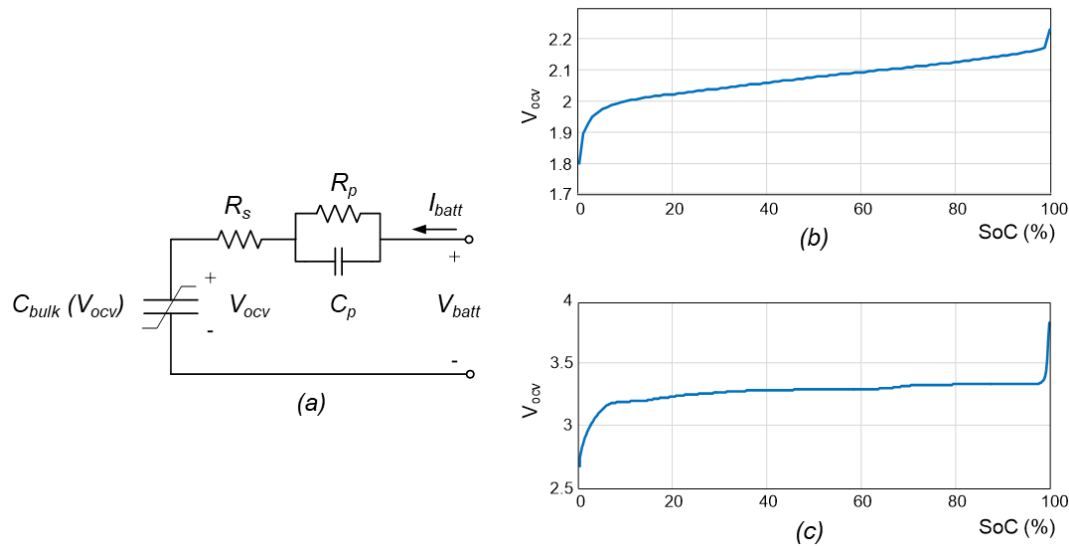 R_s
R_p
I_batt
+
C_bulk (V_ocv)
+
-
V_ocv
C_p
V_batt
-
(a)
V_ocv
2.2
2.1
2
1.9
1.8
1.7
0 20 40 60 80 100
(b)
SoC (%)
V_ocv
4
3.5
3
2.5
0 20 40 60 80 100
SoC (%)
(c)